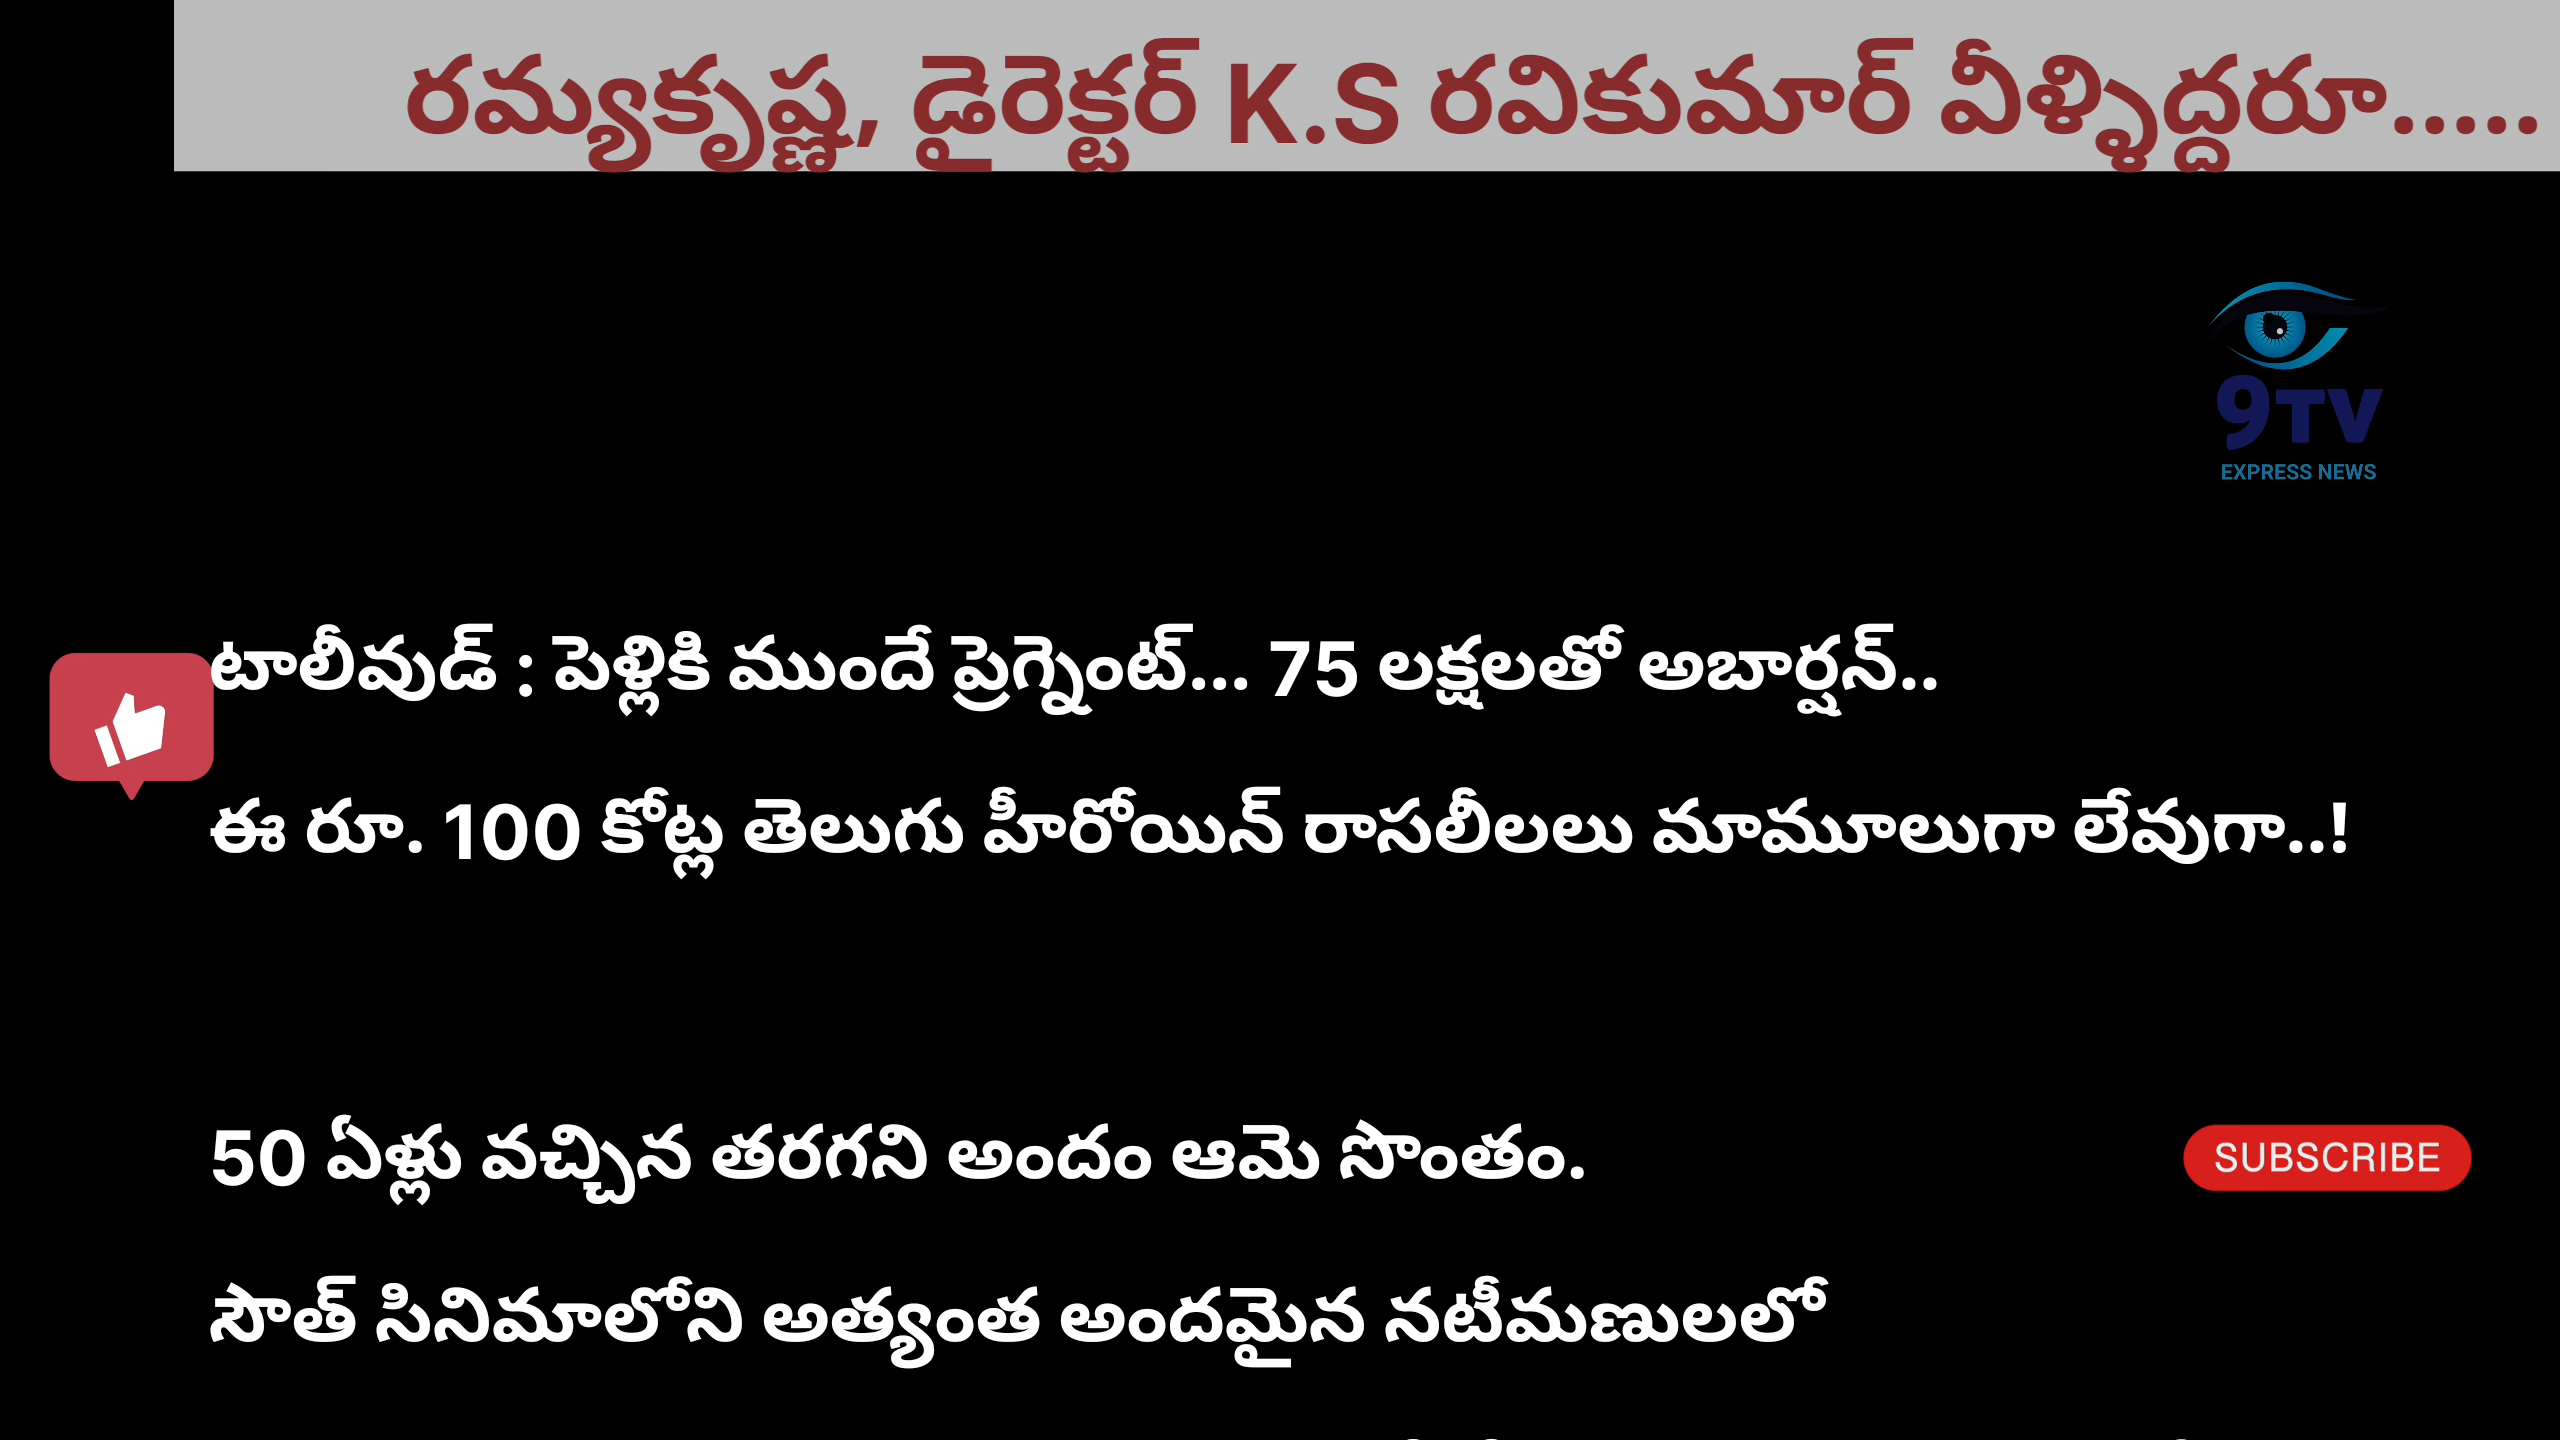 రమ్యకృష్ణ, డైరెక్టర్ K.S రవికుమార్ వీళ్ళిద్దరూ.....
9TV
EXPRESS NEWS
టాలీవుడ్ : పెళ్లికి ముందే ప్రెగ్నెంట్... 75 లక్షలతో అబార్షన్..
ఈ రూ. 100 కోట్ల తెలుగు హీరోయిన్ రాసలీలలు మామూలుగా లేవుగా..!
50 ఏళ్లు వచ్చిన తరగని అందం ఆమె సొంతం.
SUBSCRIBE
సౌత్ సినిమాలోని అత్యంత అందమైన నటీమణులలో